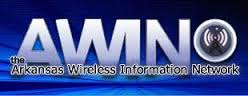 AWIN
the
Arkansas Wireless Information Network